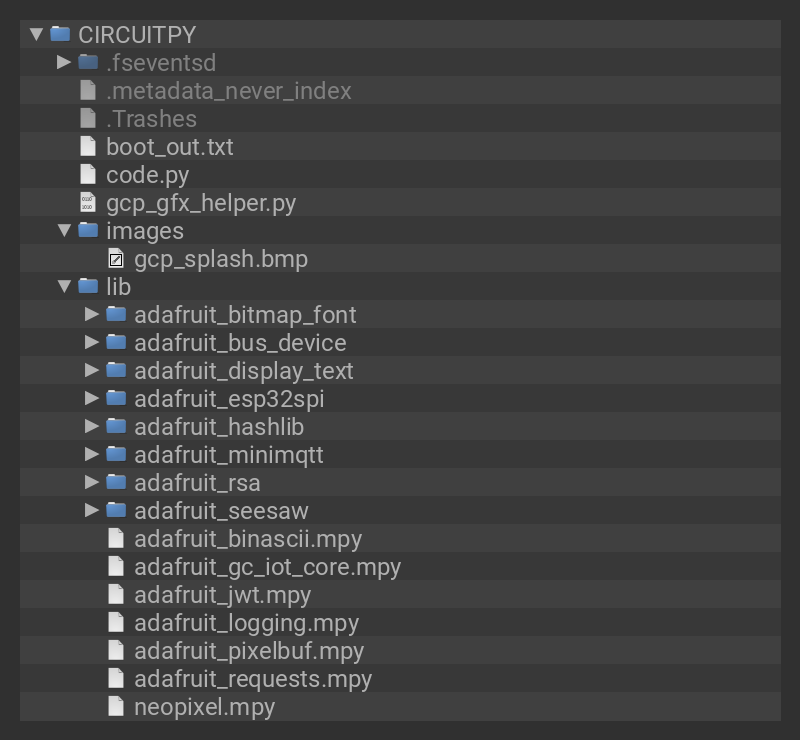 CIRCUITPY
.fseventsd
.metadata_never_index
.Trashes
boot_out.txt
code.py
gcp_gfx_helper.py
images
gcp_splash.bmp
lib
adafruit_bitmap_font
adafruit_bus_device
adafruit_display_text
adafruit_esp32spi
adafruit_hashlib
adafruit_minimqtt
adafruit_rsa
adafruit_seesaw
adafruit_binascii.mpy
adafruit_gc_iot_core.mpy
adafruit_jwt.mpy
adafruit_logging.mpy
adafruit_pixelbuf.mpy
adafruit_requests.mpy
neopixel.mpy